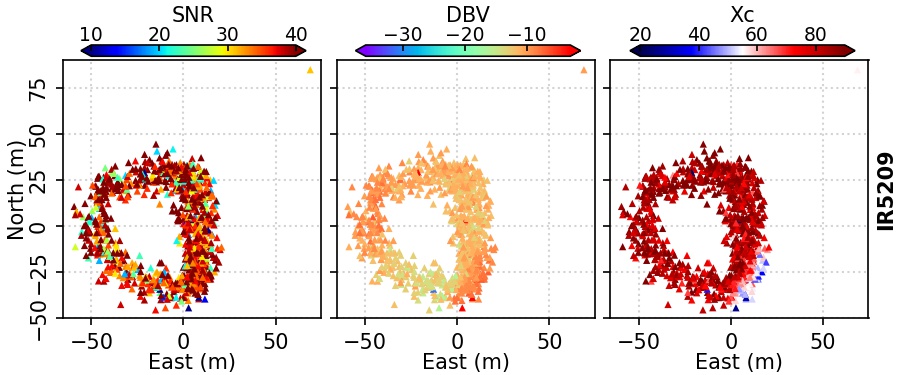 SNR DBV Xc
10 20 30 40 −30 −20 −10 20 40 60 80
75
50
25
0
−25
−50
North (m)
IR5209
−50 0 50 −50 0 50 −50 0 50
East (m) East (m) East (m)